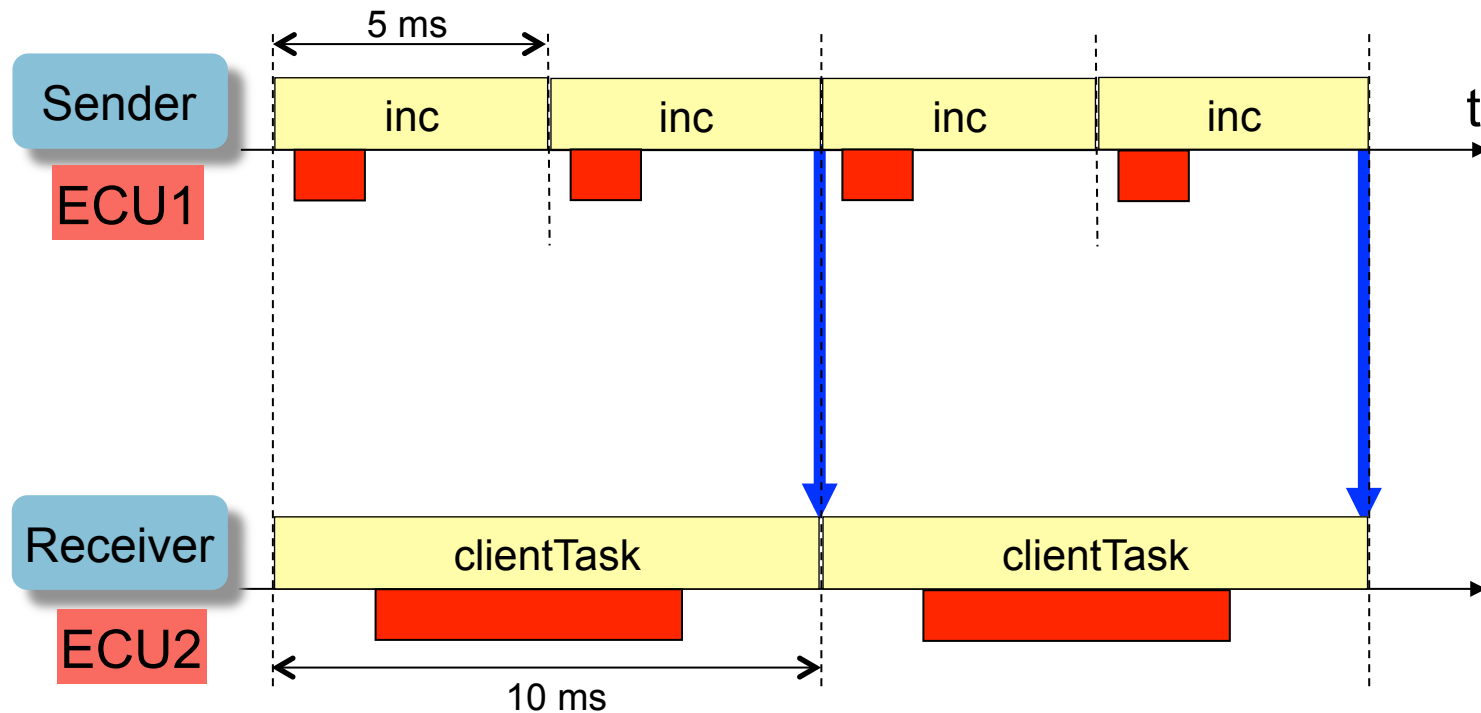 5 ms
Sender
inc
inc
inc
inc
t
ECU1
Receiver
clientTask
clientTask
ECU2
10 ms